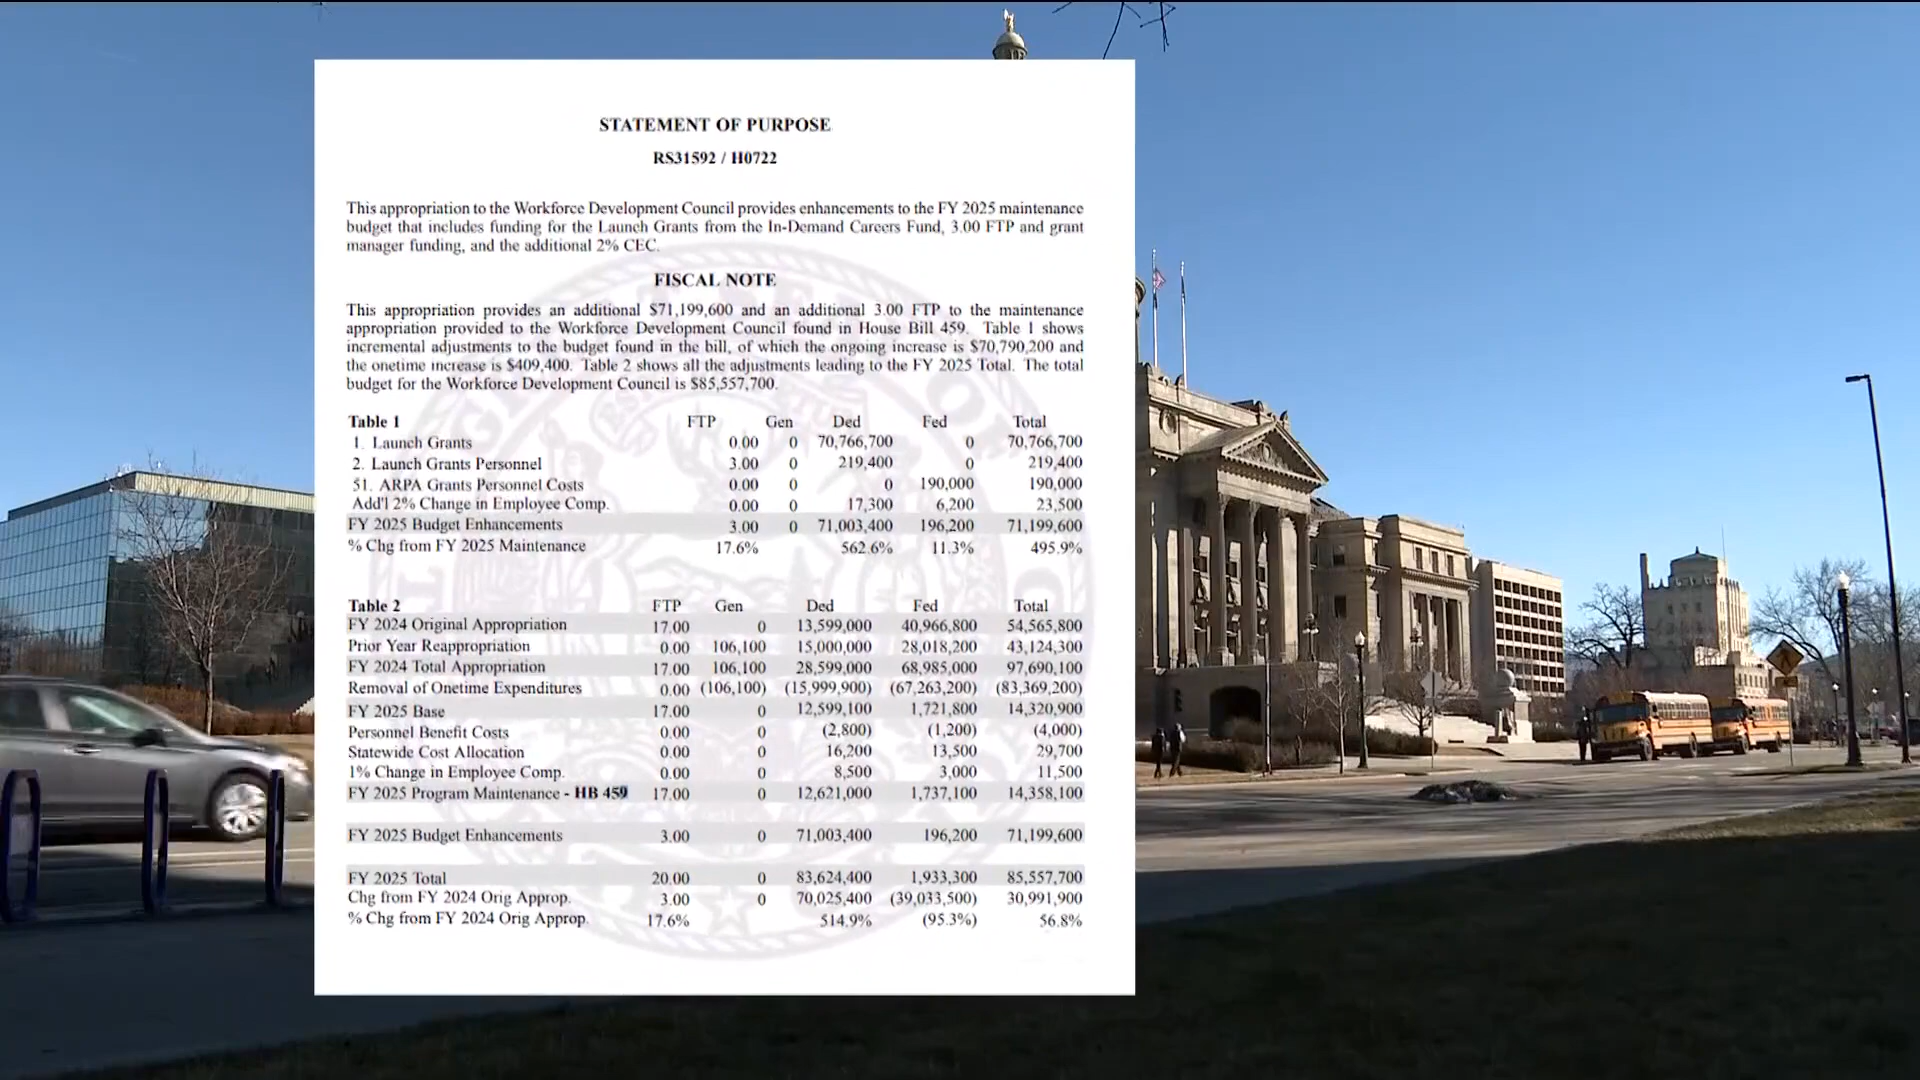 STATEMENT OF PURPOSE
RS31592 / H0722
This appropriation to the Workforce Development Council provides enhancements to the FY 2025 maintenance
budget that includes funding for the Launch Grants from the In-Demand Careers Fund, 3.00 FTP and grant
manager funding, and the additional 2% CEC.
FISCAL NOTE
This appropriation provides an additional $71,199,600 and an additional 3.00 FTP to the maintenance
appropriation provided to the Workforce Development Council found in House Bill 459. Table 1 shows
incremental adjustments to the budget found in the bill, of which the ongoing increase is $70,790,200 and
the onetime increase is $409,400. Table 2 shows all the adjustments leading to the FY 2025 Total. The total
budget for the Workforce Development Council is $85,557,700.
Table 1 FTP Gen Ded Fed Total
1. Launch Grants 0.00 0 70,766,700 0 70,766,700
2. Launch Grants Personnel 3.00 0 219,400 0 219,400
51. ARPA Grants Personnel Costs 0.00 0 0 190,000 190,000
Add'l 2% Change in Employee Comp. 0.00 0 17,300 6,200 23,500
FY 2025 Budget Enhancements 3.00 0 71,003,400 196,200 71,199,600
% Chg from FY 2025 Maintenance 17.6% 562.6% 11.3% 495.9%
Table 2 FTP Gen Ded Fed Total
FY 2024 Original Appropriation 17.00 0 13,599,000 40,966,800 54,565,800
Prior Year Reappropriation 0.00 106,100 15,000,000 28,018,200 43,124,300
FY 2024 Total Appropriation 17.00 106,100 28,599,000 68,985,000 97,690,100
Removal of Onetime Expenditures 0.00 (106,100) (15,999,900) (67,263,200) (83,369,200)
FY 2025 Base 17.00 0 12,599,100 1,721,800 14,320,900
Personnel Benefit Costs 0.00 0 (2,800) (1,200) (4,000)
Statewide Cost Allocation 0.00 0 16,200 13,500 29,700
1% Change in Employee Comp. 0.00 0 8,500 3,000 11,500
FY 2025 Program Maintenance - HB 459 17.00 0 12,621,000 1,737,100 14,358,100
FY 2025 Budget Enhancements 3.00 0 71,003,400 196,200 71,199,600
FY 2025 Total 20.00 0 83,624,400 1,933,300 85,557,700
Chg from FY 2024 Orig Approp. 3.00 0 70,025,400 (39,033,500) 30,991,900
% Chg from FY 2024 Orig Approp. 17.6% 514.9% (95.3%) 56.8%